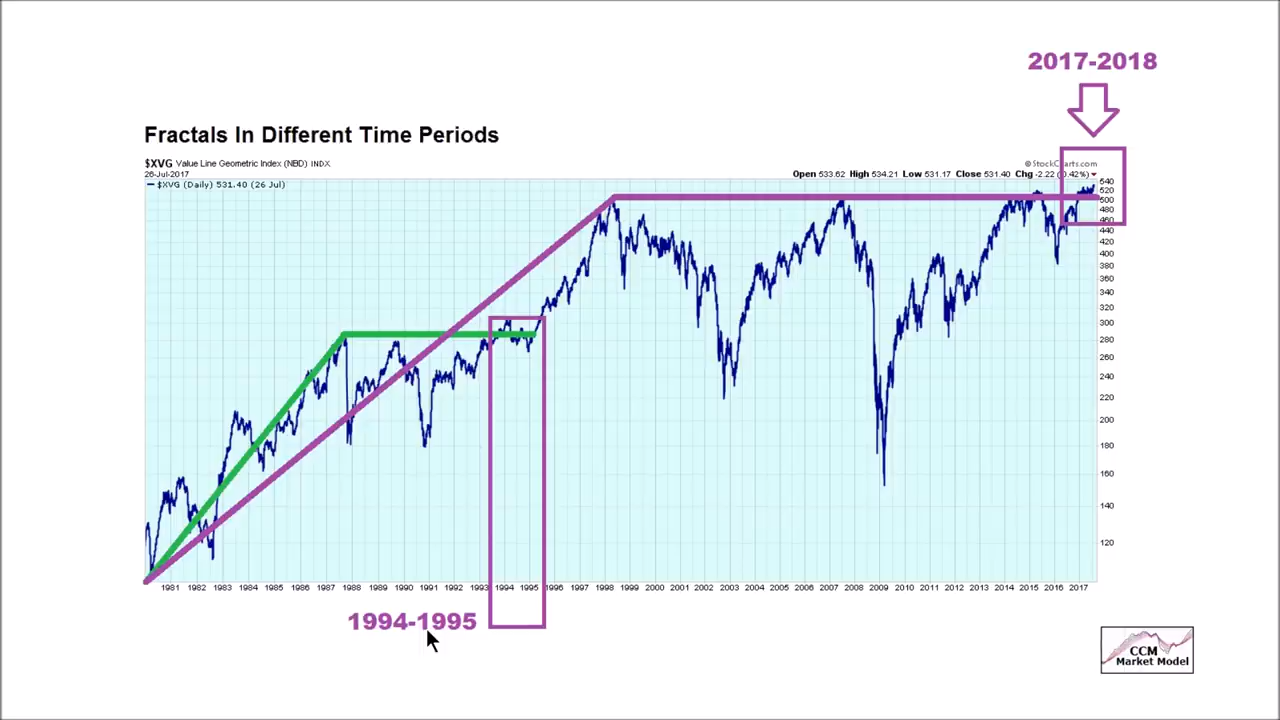 2017-2018
Fractals In Different Time Periods
$XVG Value Line Geometric Index (NBD) INDX
© StockCharts.com
26-Jul-2017
Open 533.62 High 534.21 Low 531.17 Close 531.40 Chg -2.22 (0.42%)
$XVG (Daily) 531.40 (26 Jul)
540
520
500
480
460
440
420
400
380
360
340
320
300
280
260
240
220
200
180
160
140
120
1981 1982 1983 1984 1985 1986 1987 1988 1989 1990 1991 1992 1993 1994 1995 1996 1997 1998 1999 2000 2001 2002 2003 2004 2005 2006 2007 2008 2009 2010 2011 2012 2013 2014 2015 2016 2017
1994-1995
CCM
Market Model